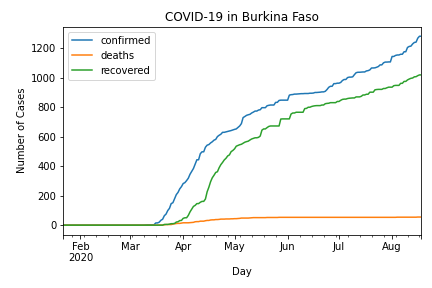 COVID-19 in Burkina Faso
confirmed
deaths
recovered
Number of Cases
1200
1000
800
600
400
200
0
Feb Mar Apr May Jun Jul Aug
2020
Day